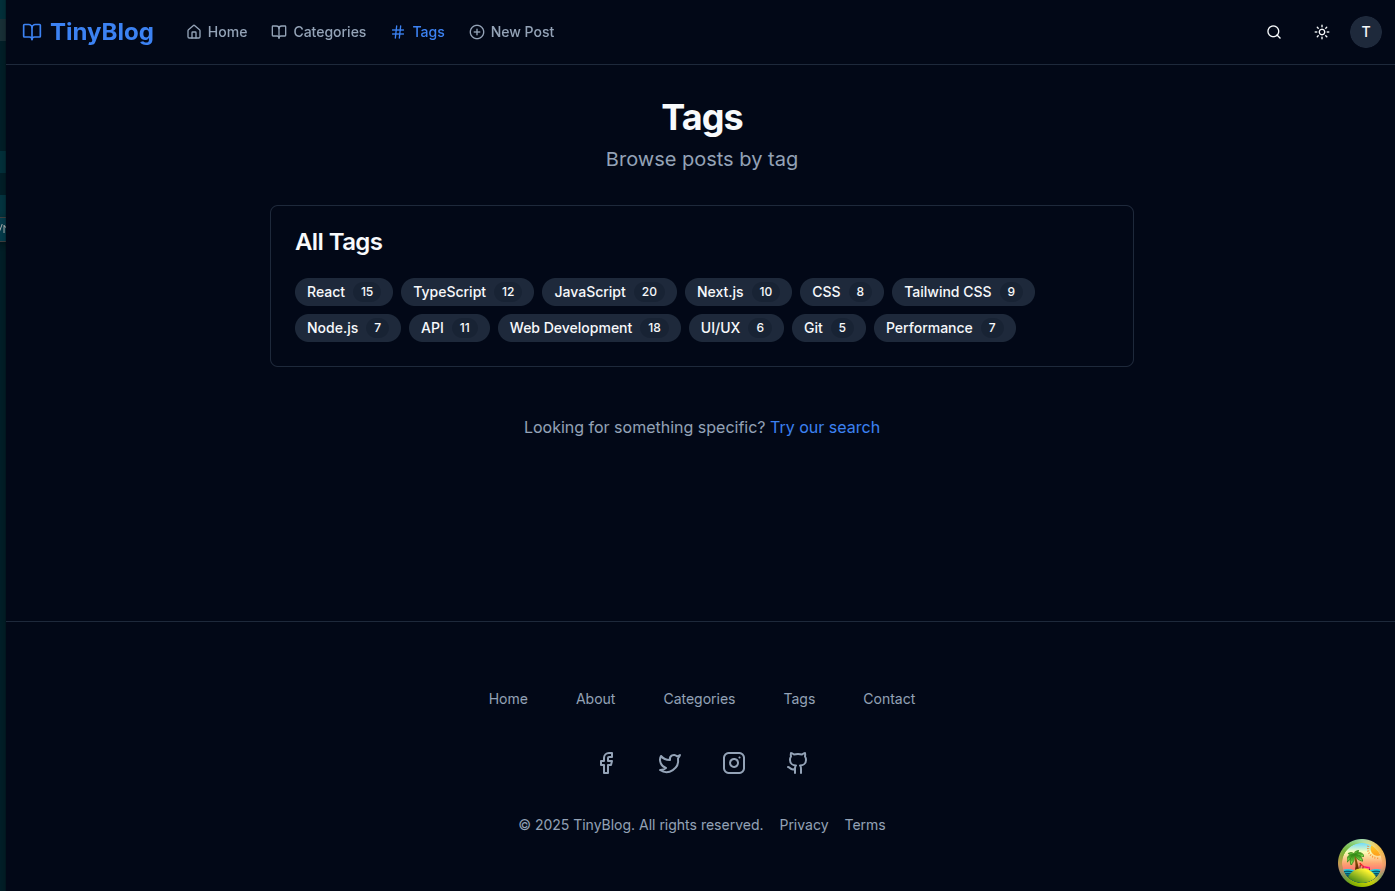 TinyBlog Home Categories Tags New Post T
Tags
Browse posts by tag
All Tags
React 15 TypeScript 12 JavaScript 20 Next.js 10 CSS 8 Tailwind CSS 9
Node.js 7 API 11 Web Development 18 UI/UX 6 Git 5 Performance 7
Looking for something specific? Try our search
Home About Categories Tags Contact
© 2025 TinyBlog. All rights reserved. Privacy Terms